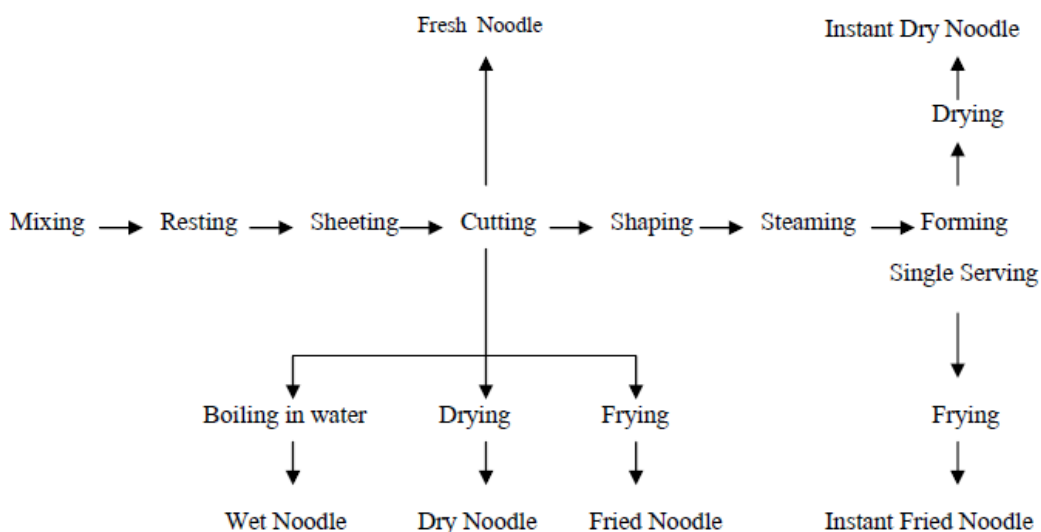 Fresh Noodle
Instant Dry Noodle
Drying
Mixing Resting Sheeting Cutting Shaping Steaming Forming
Single Serving
Boiling in water Drying Frying Frying
Wet Noodle Dry Noodle Fried Noodle Instant Fried Noodle